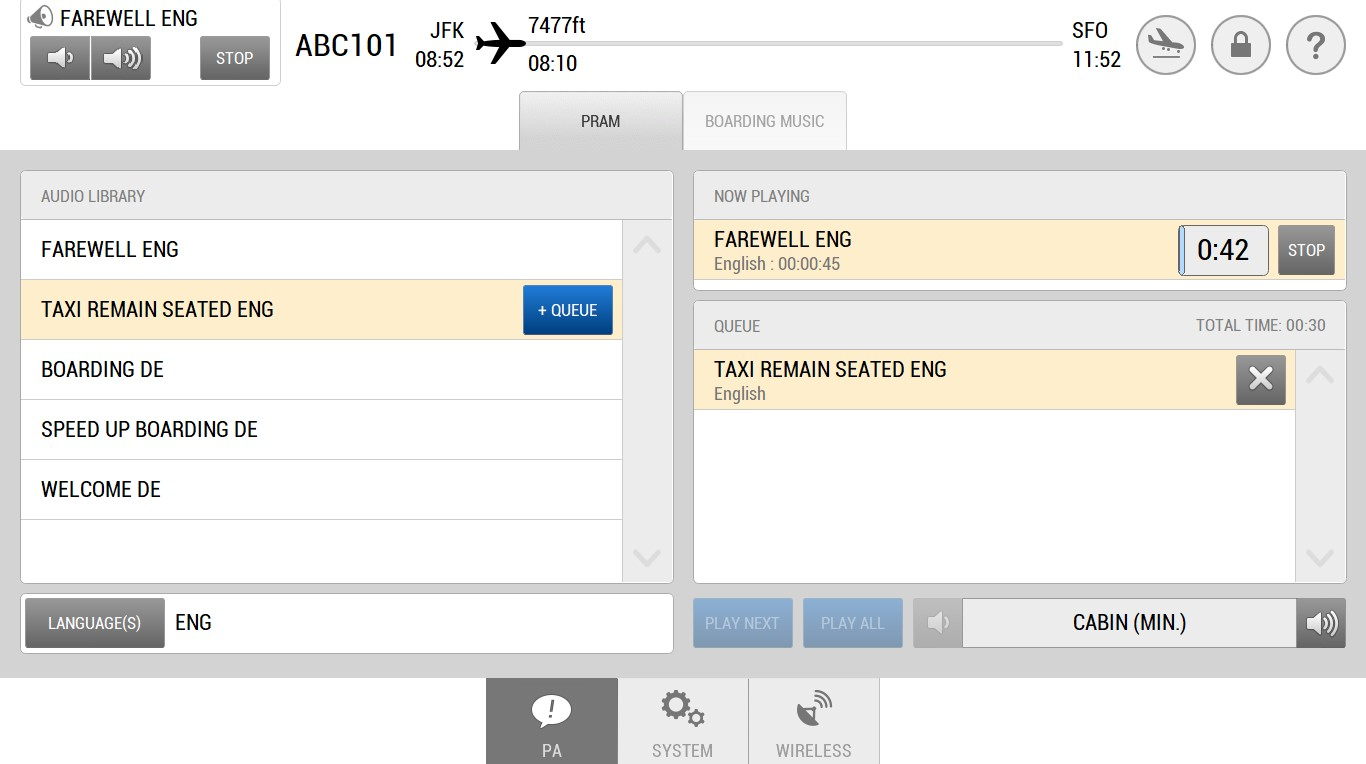 FAREWELL ENG
STOP
ABC101
JFK
08:52
7477ft
08:10
SFO
11:52
?
PRAM
BOARDING MUSIC
AUDIO LIBRARY
FAREWELL ENG
TAXI REMAIN SEATED ENG
+ QUEUE
BOARDING DE
SPEED UP BOARDING DE
WELCOME DE
LANGUAGE(S)
ENG
NOW PLAYING
FAREWELL ENG
English : 00:00:45
0:42
STOP
QUEUE
TOTAL TIME: 00:30
TAXI REMAIN SEATED ENG
English
PLAY NEXT
PLAY ALL
CABIN (MIN.)
!
PA
SYSTEM
WIRELESS